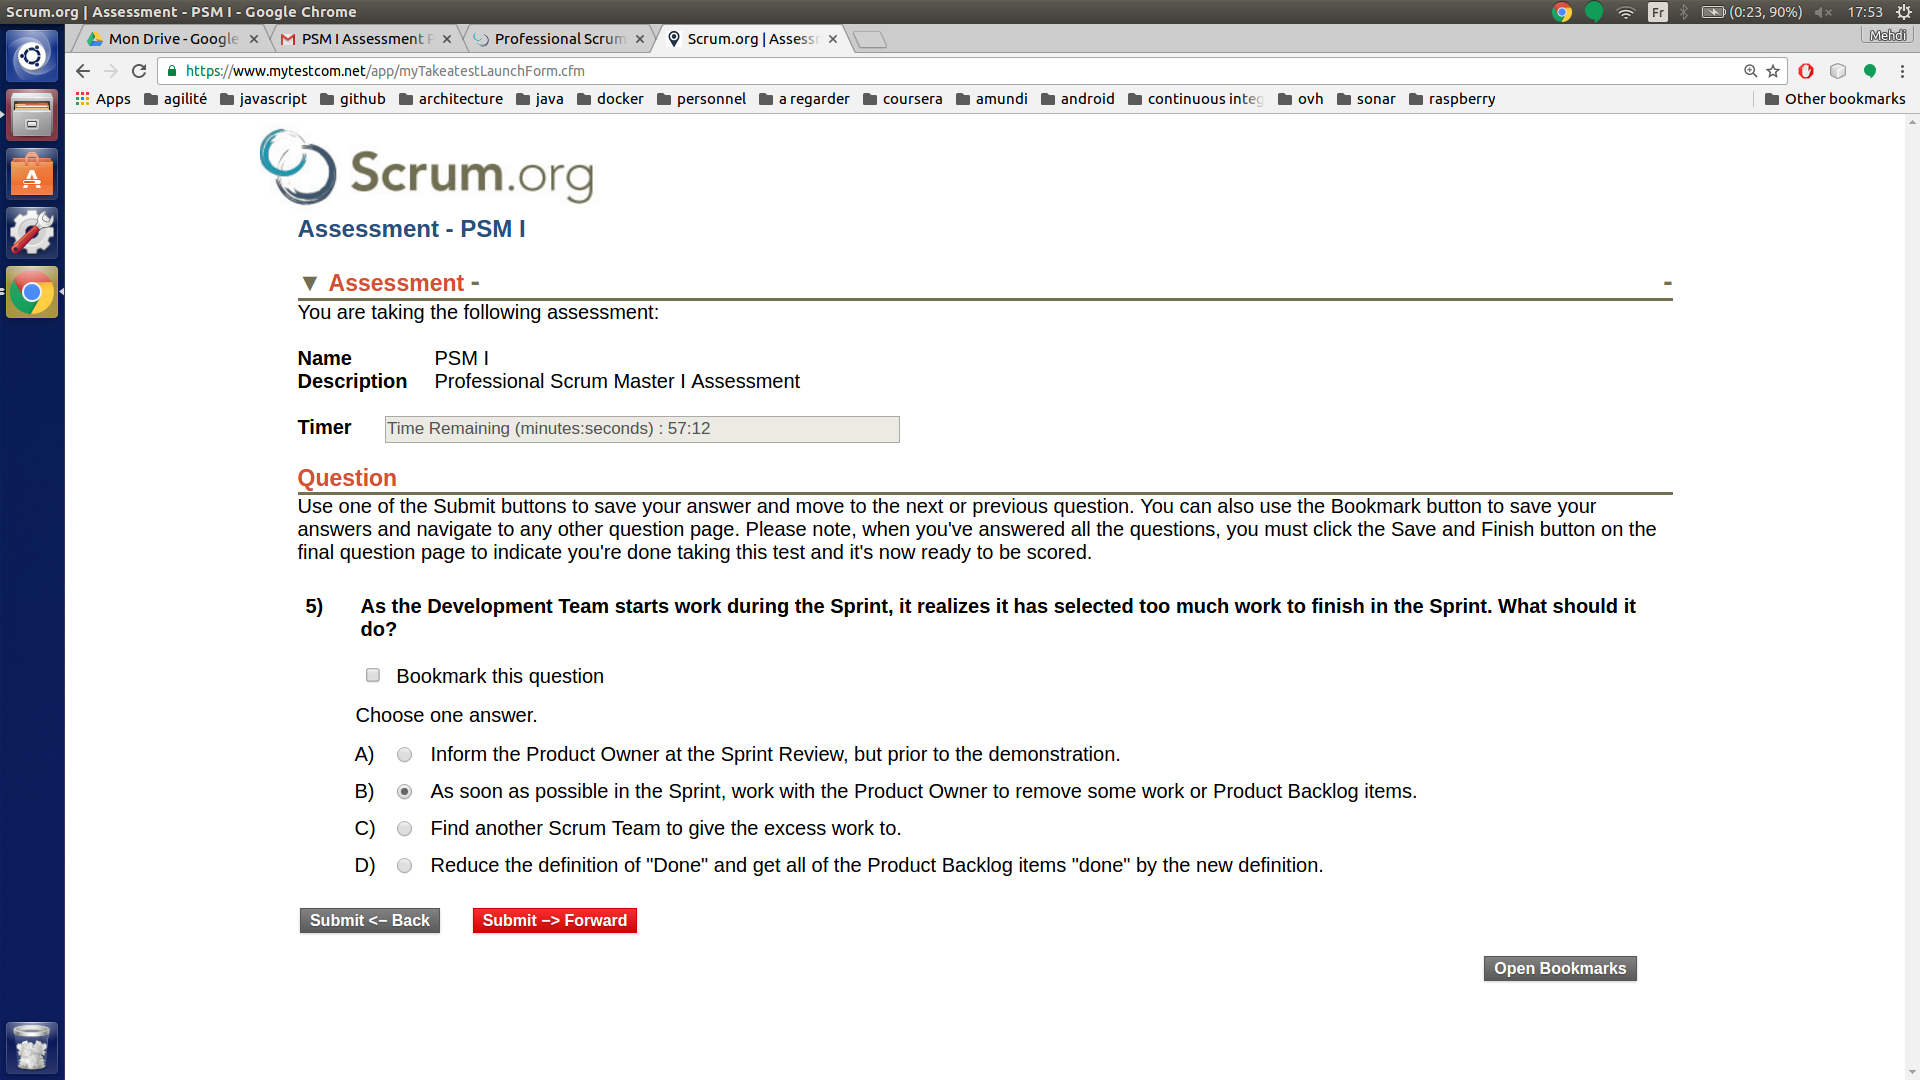 Scrum.org | Assessment - PSM I - Google Chrome
Fr
(0:23, 90%)
17:53
Mon Drive - Google
PSM I Assessment
Professional Scrum
Scrum.org | Assess
Mehdi
https://www.mytestcom.net/app/myTakeatestLaunchForm.cfm
Apps
agilité
javascript
github
architecture
java
docker
personnel
a regarder
coursera
amundi
android
continuous integ
ovh
sonar
raspberry
Other bookmarks
Scrum.org
Assessment - PSM I
▼ Assessment - -
You are taking the following assessment:
Name PSM I
Description Professional Scrum Master I Assessment
Timer Time Remaining (minutes:seconds) : 57:12
Question
Use one of the Submit buttons to save your answer and move to the next or previous question. You can also use the Bookmark button to save your
answers and navigate to any other question page. Please note, when you've answered all the questions, you must click the Save and Finish button on the
final question page to indicate you're done taking this test and it's now ready to be scored.
5) As the Development Team starts work during the Sprint, it realizes it has selected too much work to finish in the Sprint. What should it
do?
Bookmark this question
Choose one answer.
A) Inform the Product Owner at the Sprint Review, but prior to the demonstration.
B) As soon as possible in the Sprint, work with the Product Owner to remove some work or Product Backlog items.
C) Find another Scrum Team to give the excess work to.
D) Reduce the definition of "Done" and get all of the Product Backlog items "done" by the new definition.
Submit <– Back
Submit –> Forward
Open Bookmarks